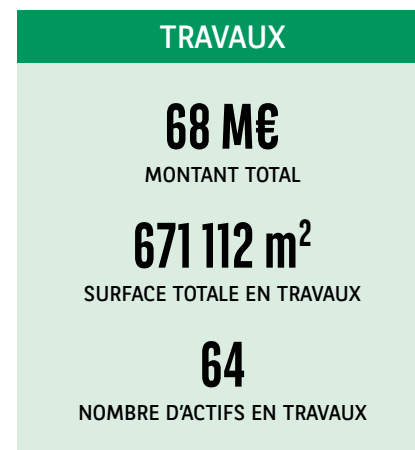 TRAVAUX
68 M€
MONTANT TOTAL
671 112 m²
SURFACE TOTALE EN TRAVAUX
64
NOMBRE D'ACTIFS EN TRAVAUX